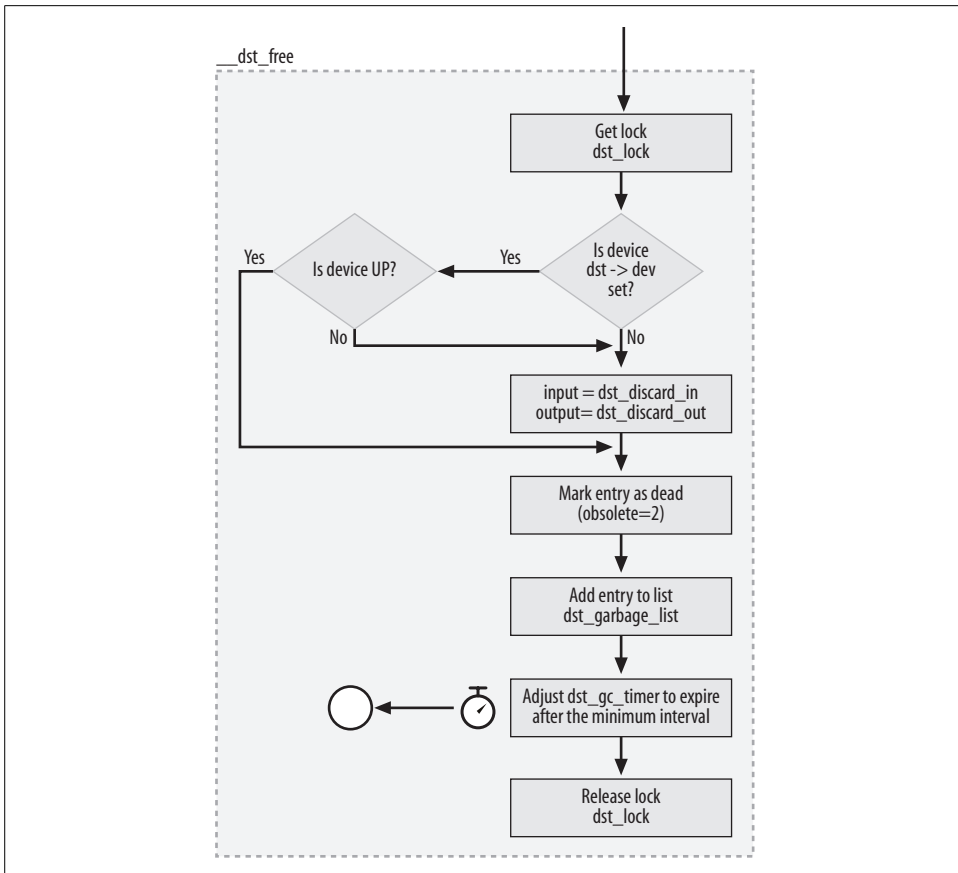 __dst_free
Get lock
dst_lock
Is device
dst -> dev
set?
Yes
Is device UP?
Yes
No
No
input = dst_discard_in
output= dst_discard_out
Mark entry as dead
(obsolete=2)
Add entry to list
dst_garbage_list
Adjust dst_gc_timer to expire
after the minimum interval
Release lock
dst_lock